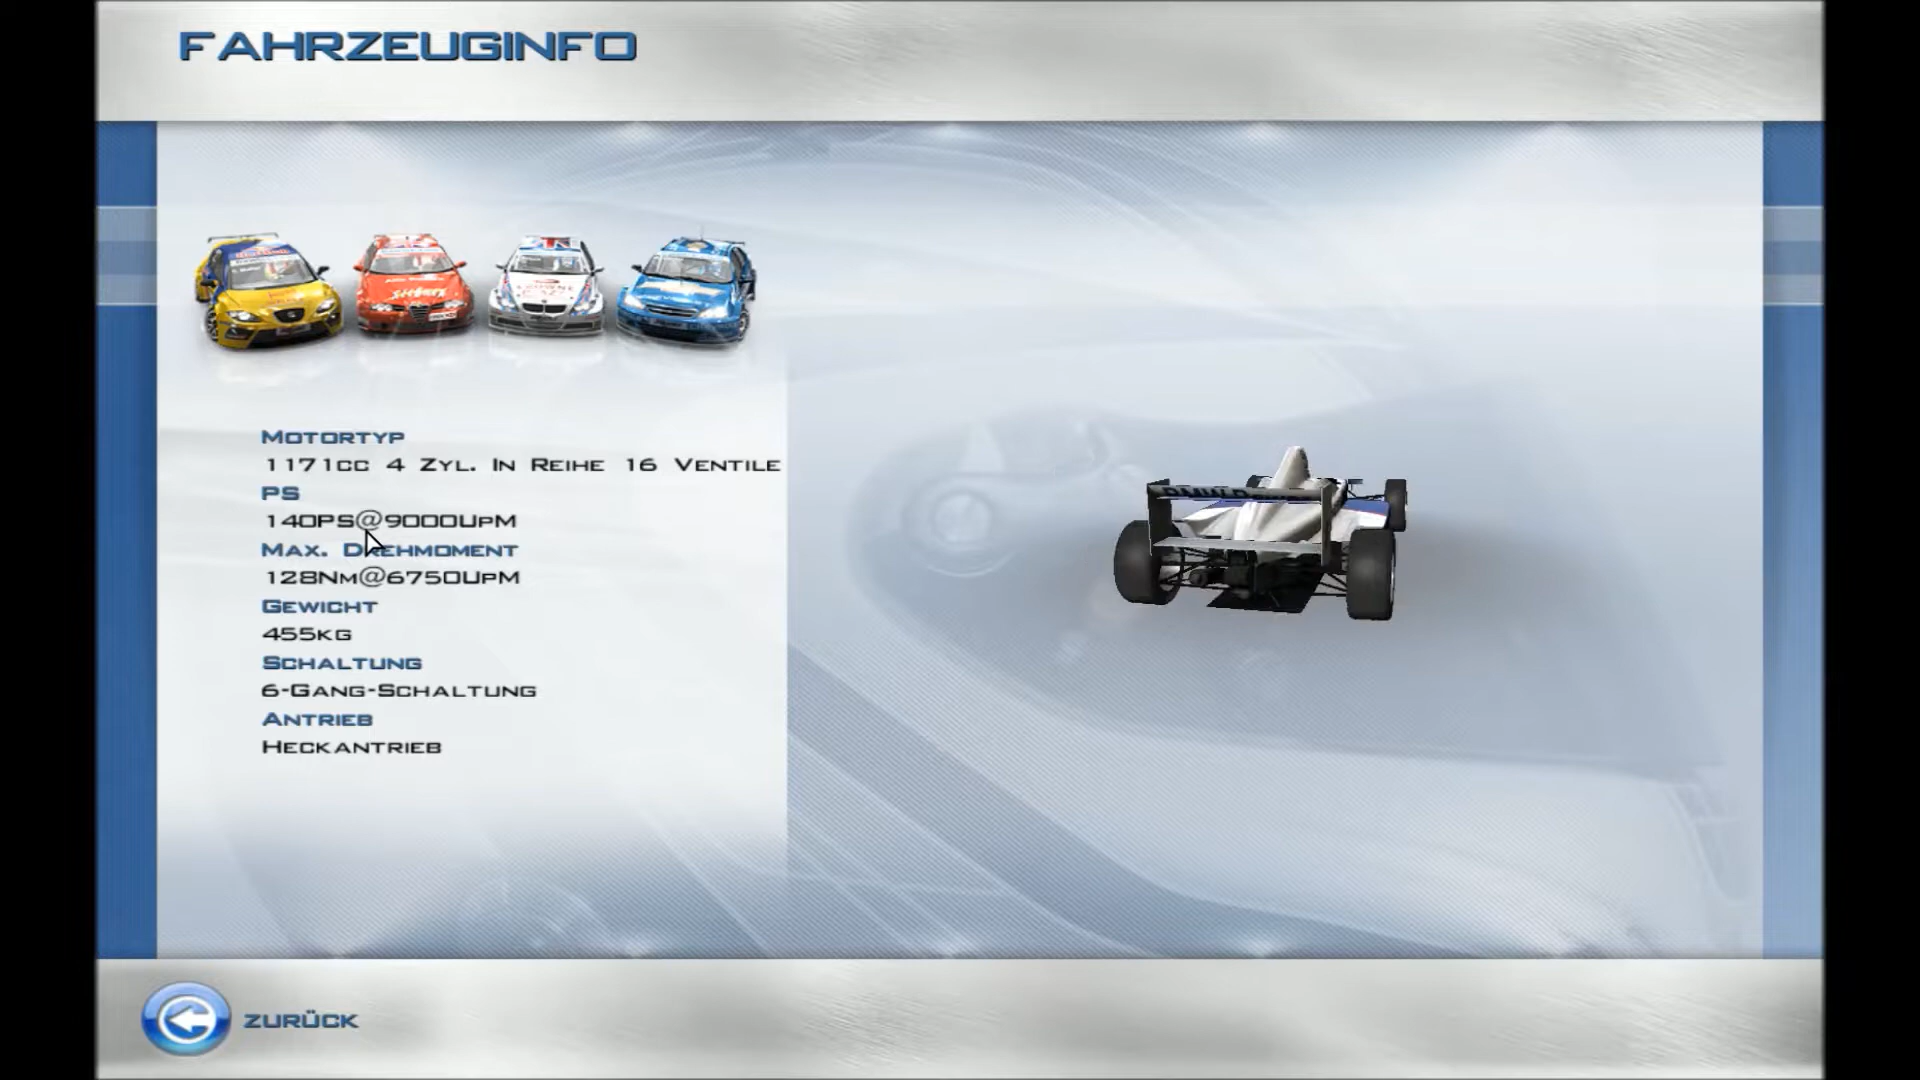 FAHRZEUGINFO
MOTORTYP
1171CC 4 ZYL. IN REIHE 16 VENTILE
PS
140PS@9000UPM
MAX. DREHMOMENT
128NM@6750UPM
GEWICHT
455KG
SCHALTUNG
6-GANG-SCHALTUNG
ANTRIEB
HECKANTRIEB
ZURÜCK